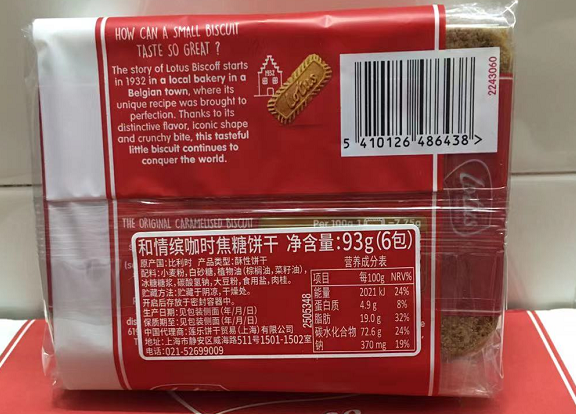 HOW CAN A SMALL BISCUIT
TASTE SO GREAT ?
The story of Lotus Biscoff starts
in 1932 in a local bakery in a
Belgian town, where its
unique recipe was brought to
perfection. Thanks to its
distinctive flavor, iconic shape
and crunchy bite, this tasteful
little biscuit continues to
conquer the world.
1932
Lotus
5 410126 486438 >
2243060
Lotus
THE ORIGINAL CARAMELISED BISCUIT
Per 100g
和情缤咖时焦糖饼干 净含量:93g(6包)
原产国:比利时 产品类型:酥性饼干
配料:小麦粉,白砂糖,植物油(棕榈油,菜籽油),
冰糖糖浆,碳酸氢钠,大豆粉,食用盐,肉桂。
贮藏方法:贮藏于阴凉,干燥处。
开启后存放于密封容器中。
生产日期:见包装侧面(年/月/日)
保质期至:见包装侧面(年/月/日)
中国代理商:莲乐饼干贸易(上海)有限公司
地址:上海市静安区威海路511号1501-1502室
电话:021-52699009
2505348
营养成分表
项目 每100g NRV%
能量 2021 kJ 24%
蛋白质 4.9 g 8%
脂肪 19.0 g 32%
碳水化合物 72.6 g 24%
钠 370 mg 19%